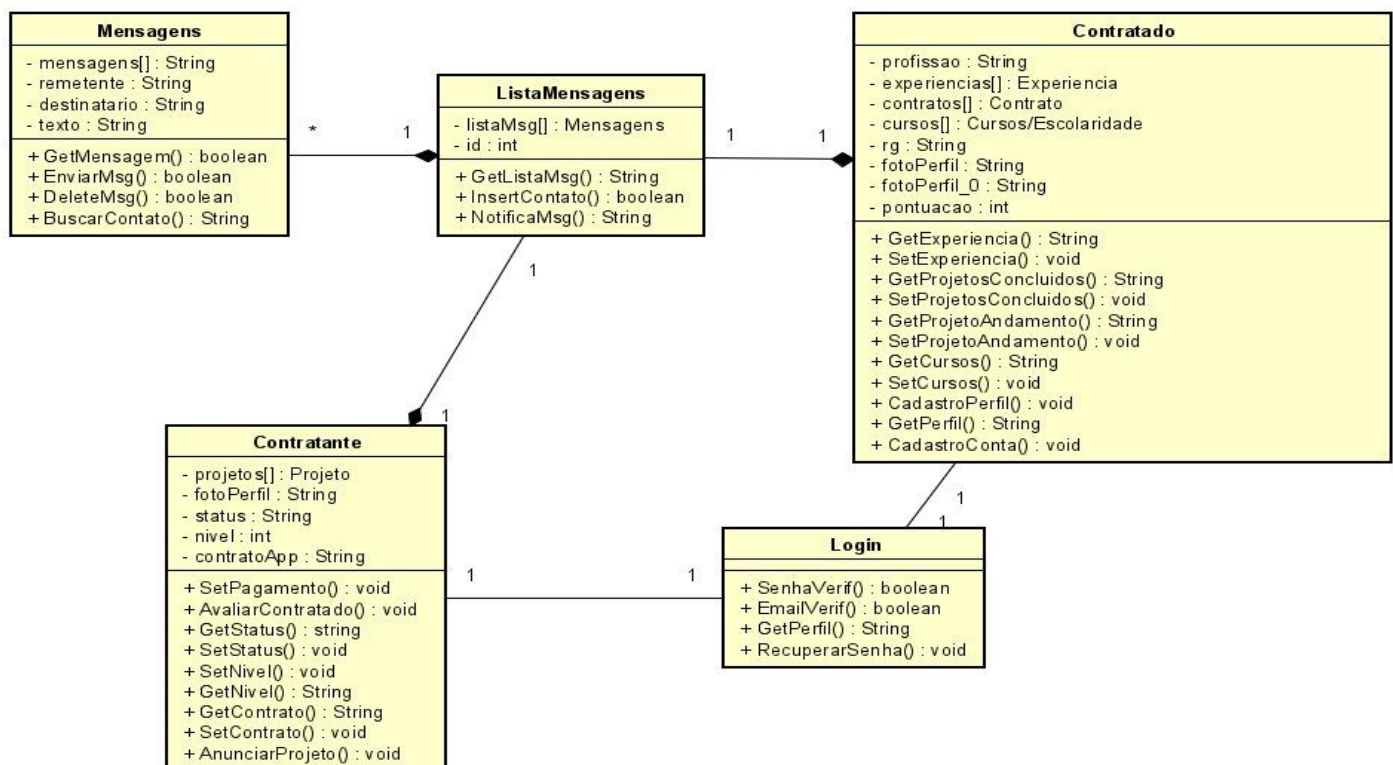 Mensagens
- mensagens[] : String
- remetente : String
- destinatario : String
- texto : String
+ GetMensagem() : boolean
+ EnviarMsg() : boolean
+ DeleteMsg() : boolean
+ BuscarContato() : String
*
1
ListaMensagens
- listaMsg[] : Mensagens
- id : int
+ GetListaMsg() : String
+ InsertContato() : boolean
+ NotificaMsg() : String
1
1
Contratado
- profissao : String
- experiencias[] : Experiencia
- contratos[] : Contrato
- cursos[] : Cursos/Escolaridade
- rg : String
- fotoPerfil : String
- fotoPerfil_0 : String
- pontuacao : int
+ GetExperiencia() : String
+ SetExperiencia() : void
+ GetProjetosConcluidos() : String
+ SetProjetosConcluidos() : void
+ GetProjetoAndamento() : String
+ SetProjetoAndamento() : void
+ GetCursos() : String
+ SetCursos() : void
+ CadastroPerfil() : void
+ GetPerfil() : String
+ CadastroConta() : void
1
1
Contratante
- projetos[] : Projeto
- fotoPerfil : String
- status : String
- nivel : int
- contratoApp : String
+ SetPagamento() : void
+ AvaliarContratado() : void
+ GetStatus() : string
+ SetStatus() : void
+ SetNivel() : void
+ GetNivel() : String
+ GetContrato() : String
+ SetContrato() : void
+ AnunciarProjeto() : void
1
1
1
1
Login
+ SenhaVerif() : boolean
+ EmailVerif() : boolean
+ GetPerfil() : String
+ RecuperarSenha() : void